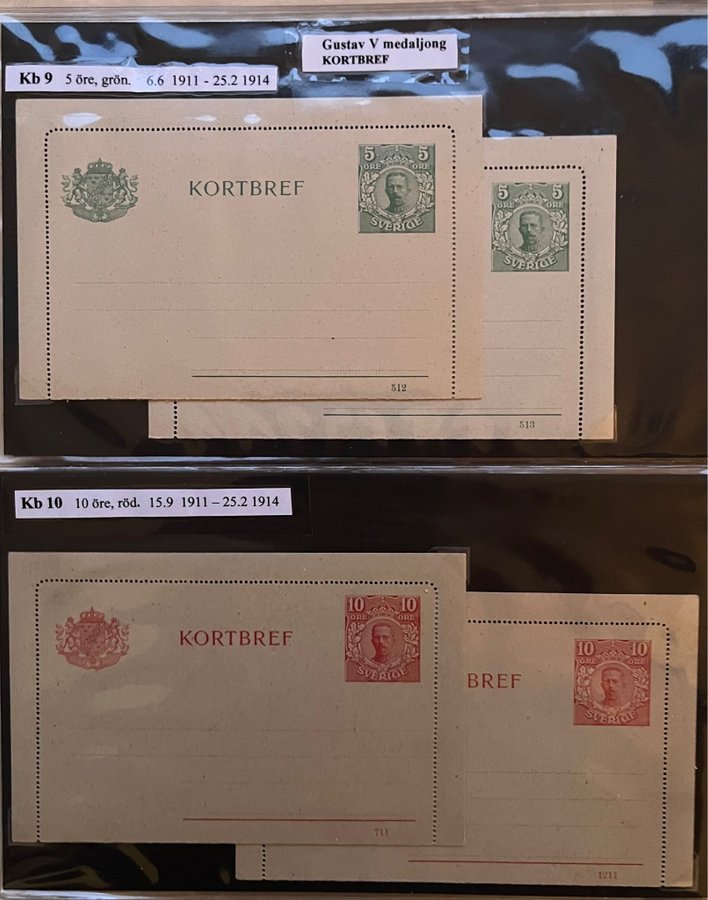 Gustav V medaljong
KORTBREF
Kb 9 5 öre, grön. 6.6 1911 - 25.2 1914
5 5
ÖRE ÖRE
KORTBREF
SVERIGE
5 5
ÖRE ÖRE
SVERIGE
512
513
Kb 10 10 öre, röd. 15.9 1911 – 25.2 1914
10 10
ÖRE ÖRE
KORTBREF
SVERIGE
10 10
ÖRE ÖRE
BREF
SVERIGE
711
1211